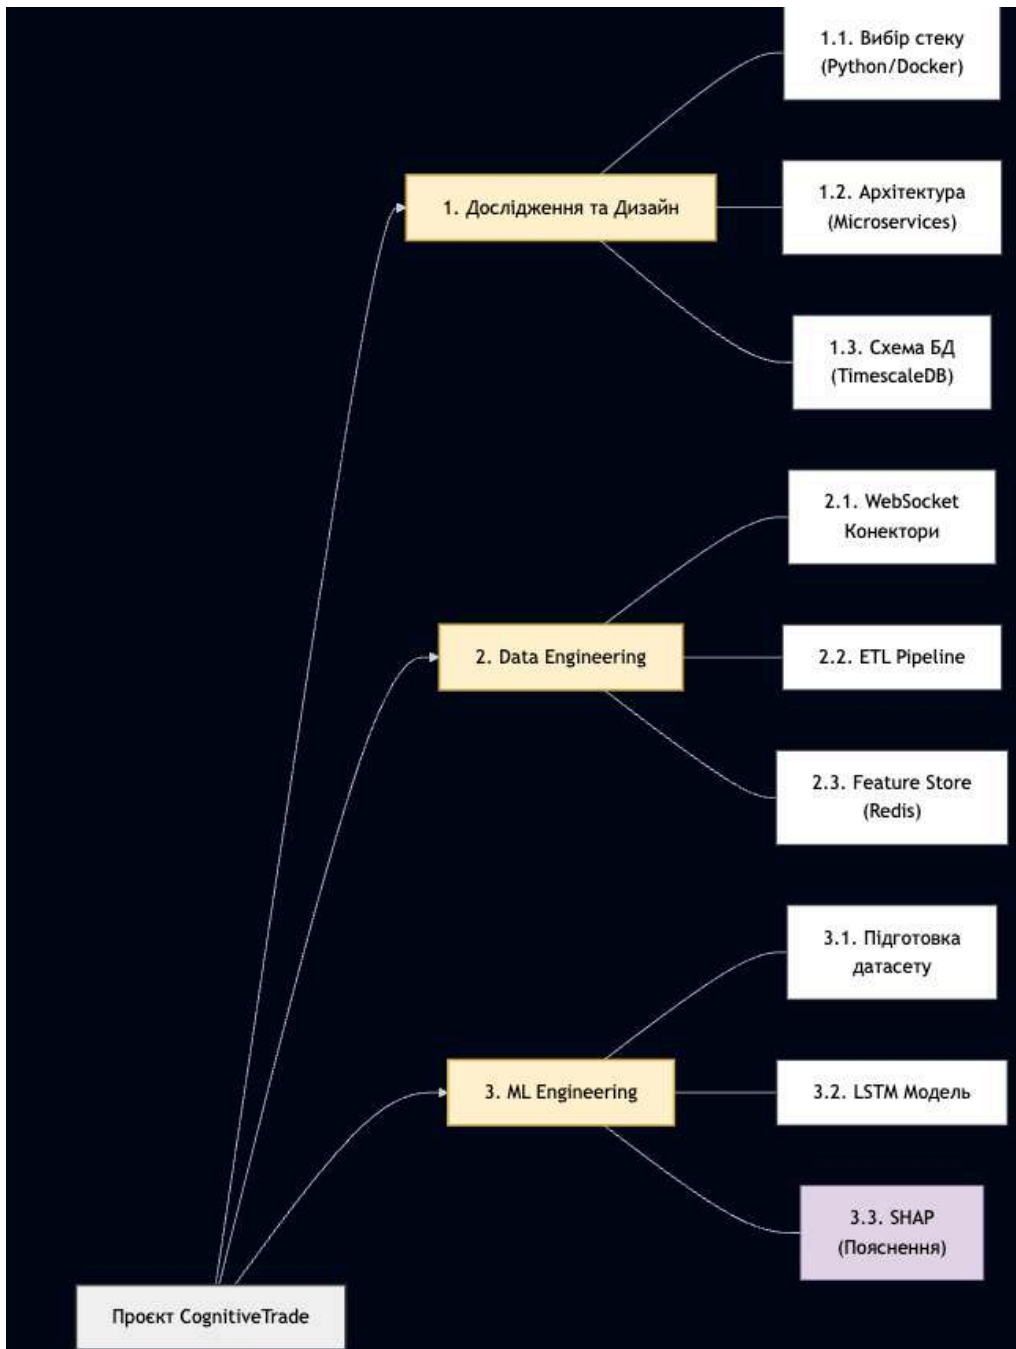 1.1. Вибір стеку
(Python/Docker)
1. Дослідження та Дизайн
1.2. Архітектура
(Microservices)
1.3. Схема БД
(TimescaleDB)
2.1. WebSocket
Конектори
2. Data Engineering
2.2. ETL Pipeline
2.3. Feature Store
(Redis)
3.1. Підготовка
датасету
3. ML Engineering
3.2. LSTM Модель
3.3. SHAP
(Пояснення)
Проєкт CognitiveTrade